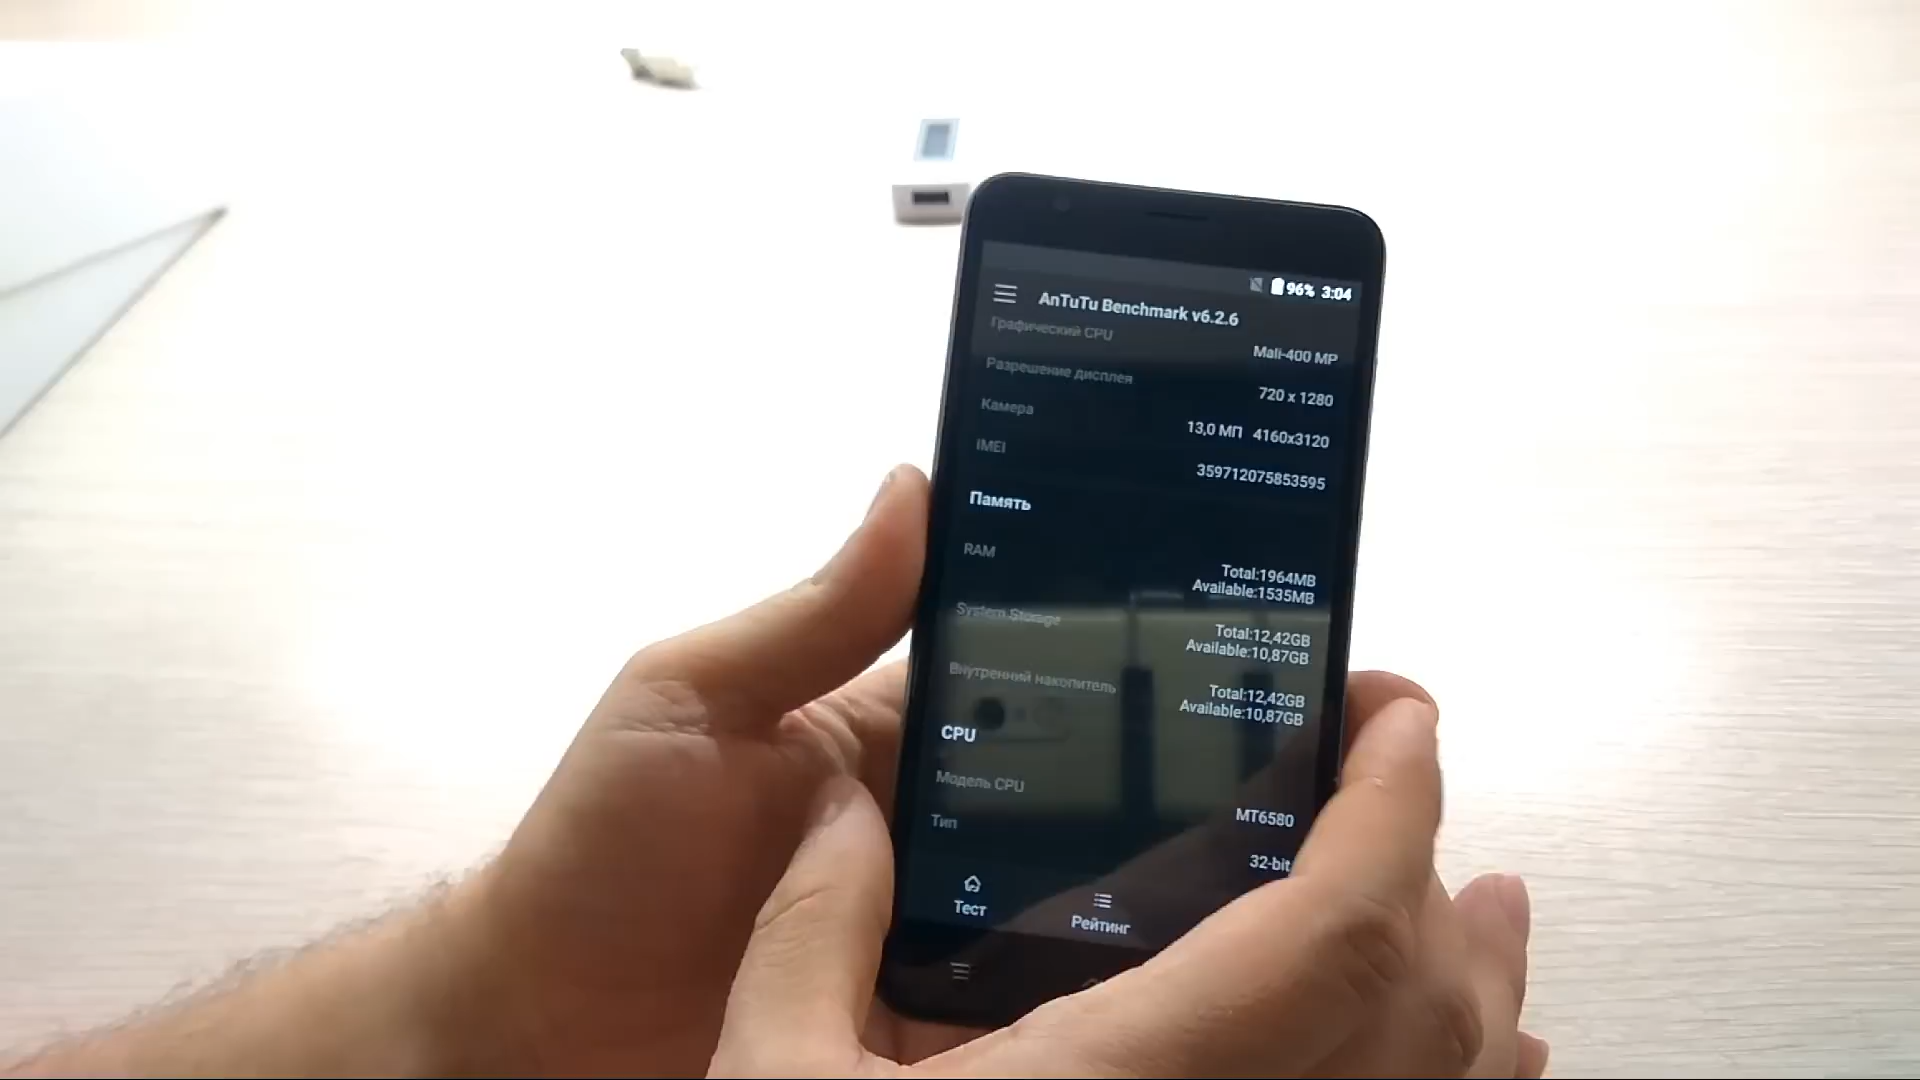 96% 3:04
AnTuTu Benchmark v6.2.6
Графический CPU
Mali-400 MP
Разрешение дисплея
720 x 1280
Камера
13,0 МП 4160x3120
IMEI
359712075853595
Память
RAM
Total:1964MB
Available:1535MB
System Storage
Total:12,42GB
Available:10,87GB
Внутренний накопитель
Total:12,42GB
Available:10,87GB
CPU
Модель CPU
MT6580
Тип
32-bit
Тест
Рейтинг